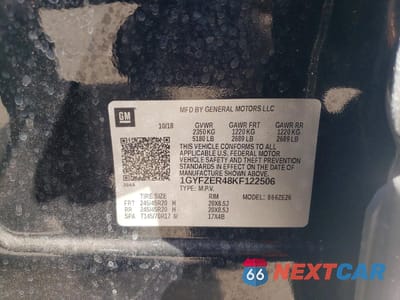 MFD BY GENERAL MOTORS LLC
GM
10/18 GVWR GAWR FRT GAWR RR
2350 KG 1220 KG 1220 KG
5180 LB 2689 LB 2689 LB
THIS VEHICLE CONFORMS TO ALL APPLICABLE
U.S. FEDERAL MOTOR VEHICLE SAFETY,
BUMPER, AND THEFT PREVENTION STANDARDS
IN EFFECT ON THE DATE OF MANUFACTURE
SHOWN ABOVE.
1GYFZER48KF122506
TYPE: M.P.V. MODEL: 6ZE26
TIRE SIZE RIM
FRT 245/45R20 H 20X8.5J
RR 245/45R20 H 20X8.5J
SPA T145/70R17 M 17X4B
66 NEXTCAR